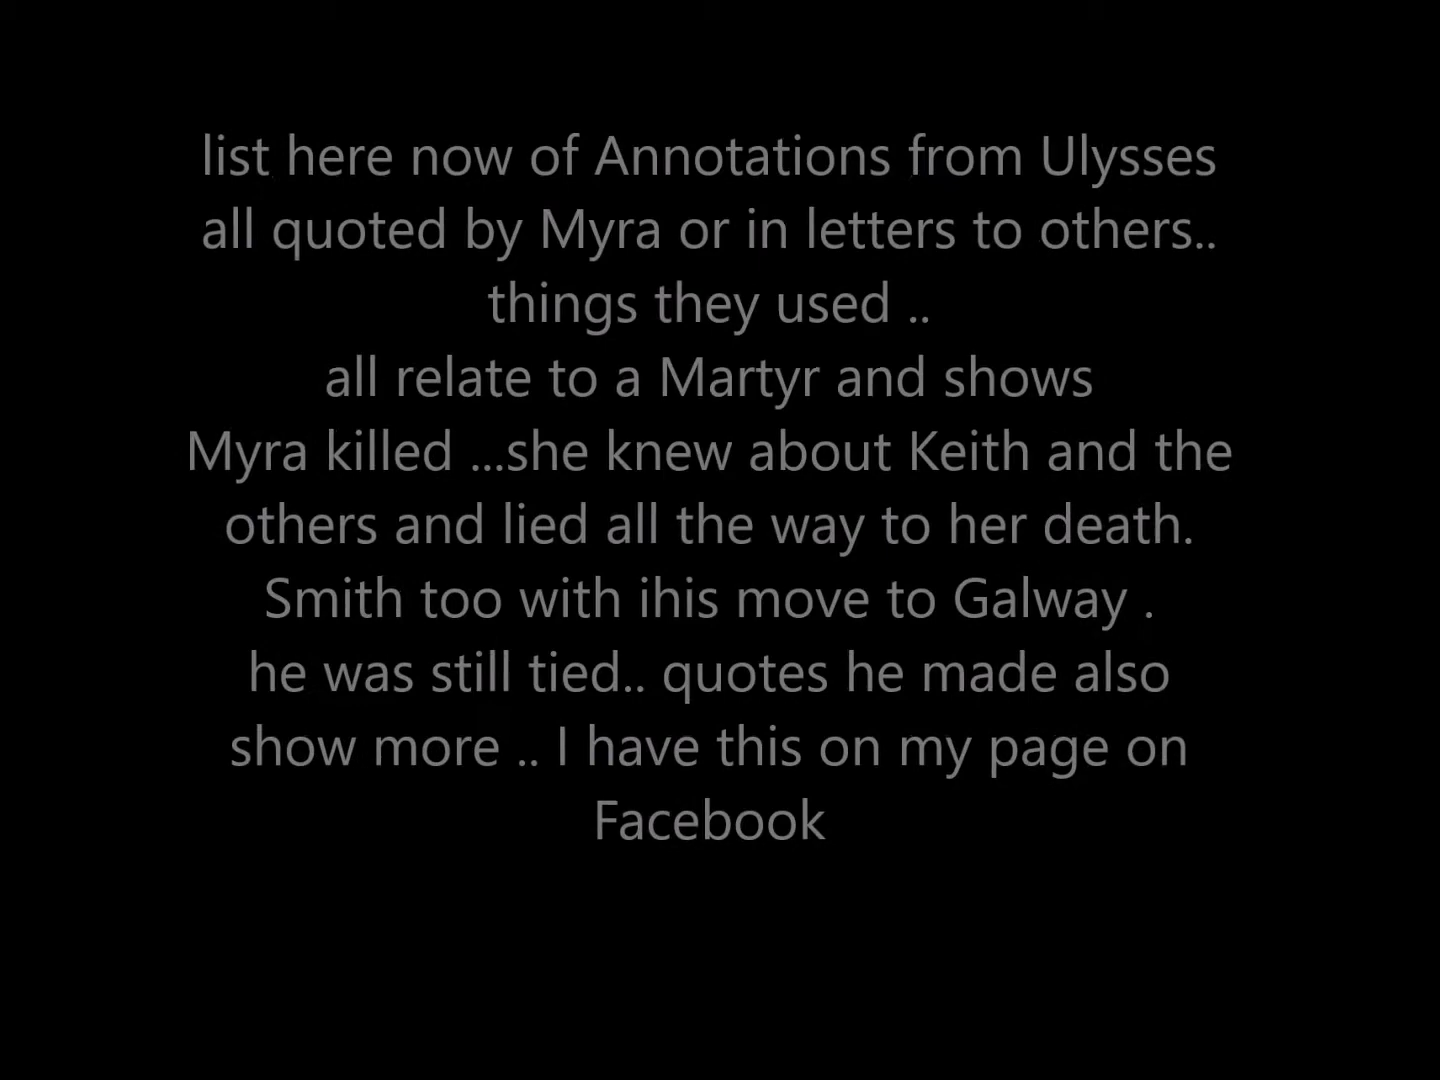 list here now of Annotations from Ulysses
all quoted by Myra or in letters to others..
things they used ..
all relate to a Martyr and shows
Myra killed ...she knew about Keith and the
others and lied all the way to her death.
Smith too with ihis move to Galway .
he was still tied.. quotes he made also
show more .. I have this on my page on
Facebook